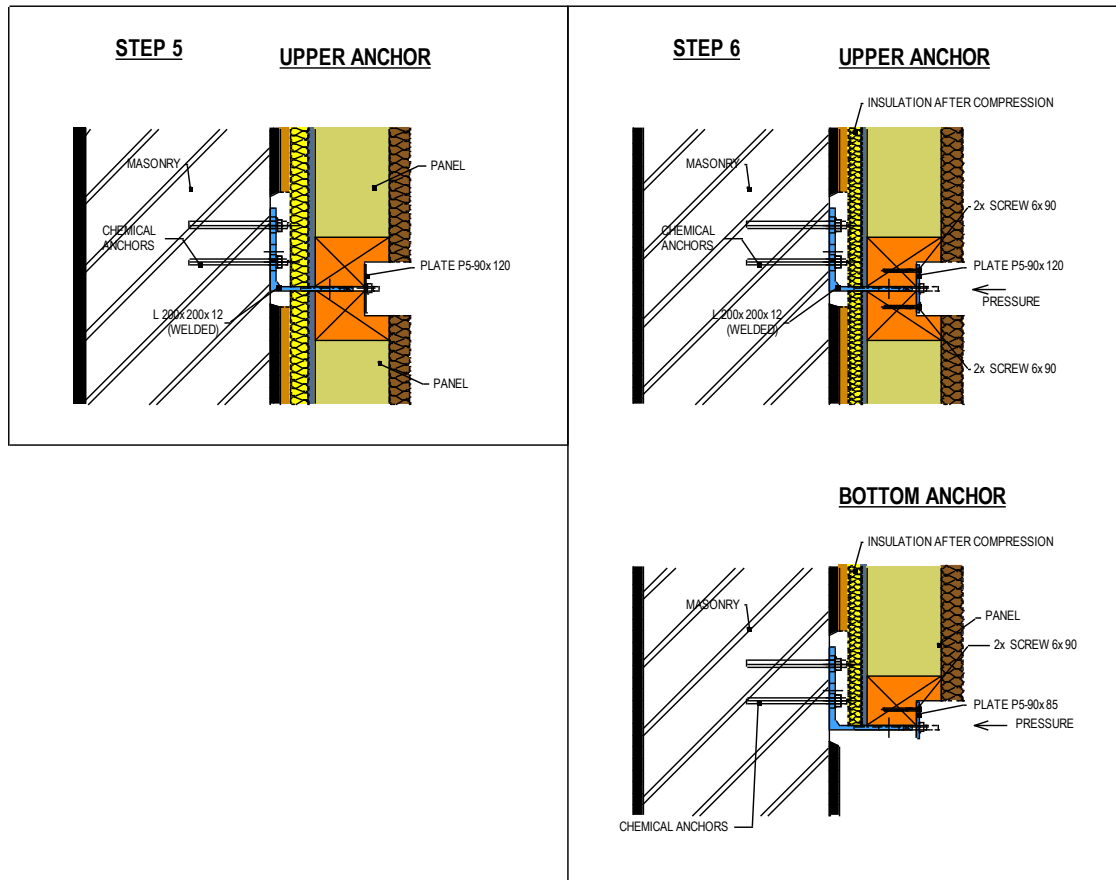 STEP 5
UPPER ANCHOR
MASONRY
PANEL
CHEMICAL
ANCHORS
PLATE P5-90x120
L 200x200x12
(WELDED)
PANEL
STEP 6
UPPER ANCHOR
INSULATION AFTER COMPRESSION
MASONRY
2x SCREW 6x90
CHEMICAL
ANCHORS
PLATE P5-90x120
PRESSURE
L 200x200x12
(WELDED)
2x SCREW 6x90
BOTTOM ANCHOR
INSULATION AFTER COMPRESSION
MASONRY
PANEL
2x SCREW 6x90
PLATE P5-90x85
PRESSURE
CHEMICAL ANCHORS